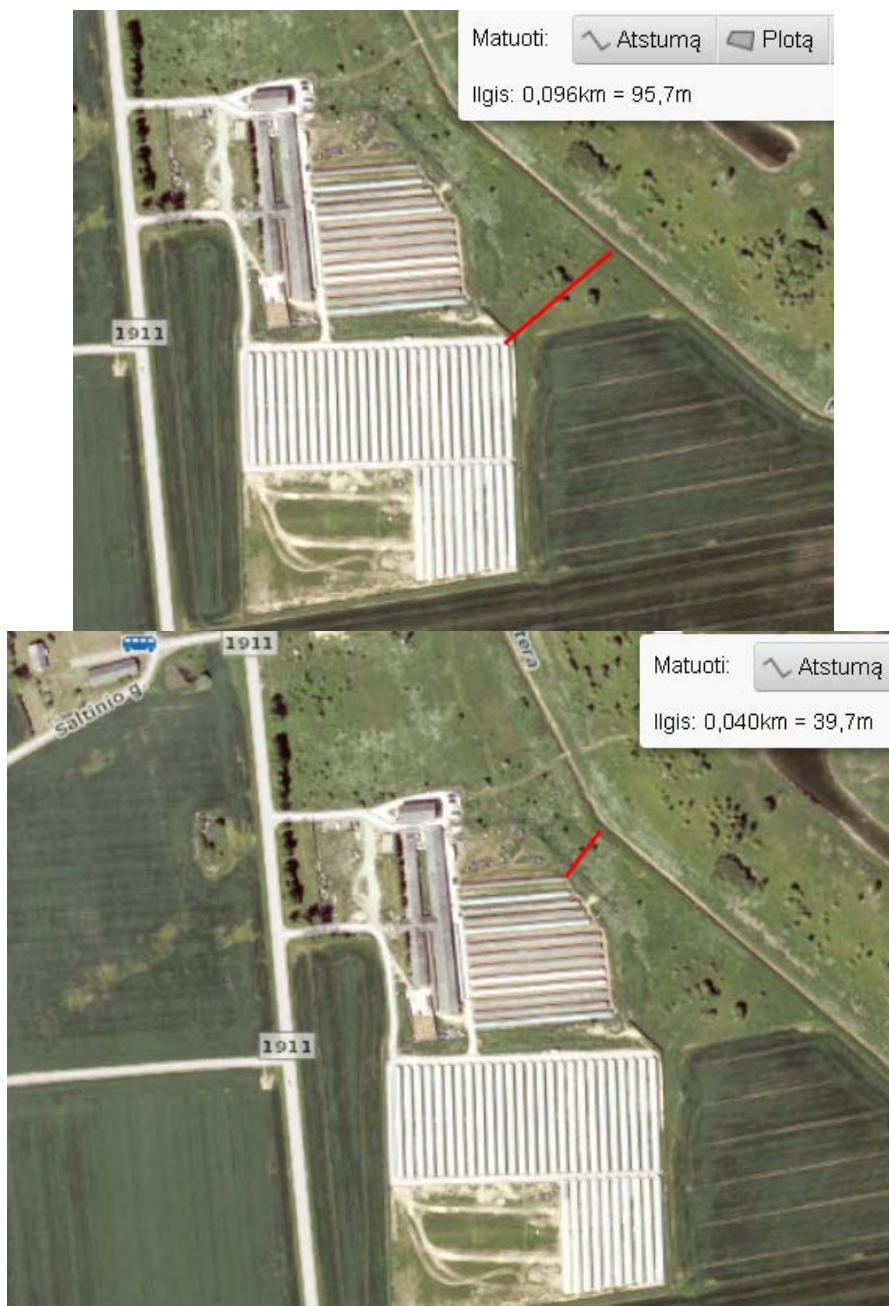 Matuoti: Atstumą Plotą
Ilgis: 0,096km = 95,7m
1911
1911
Šaltinio g.
tera
Matuoti: Atstumą
Ilgis: 0,040km = 39,7m
1911